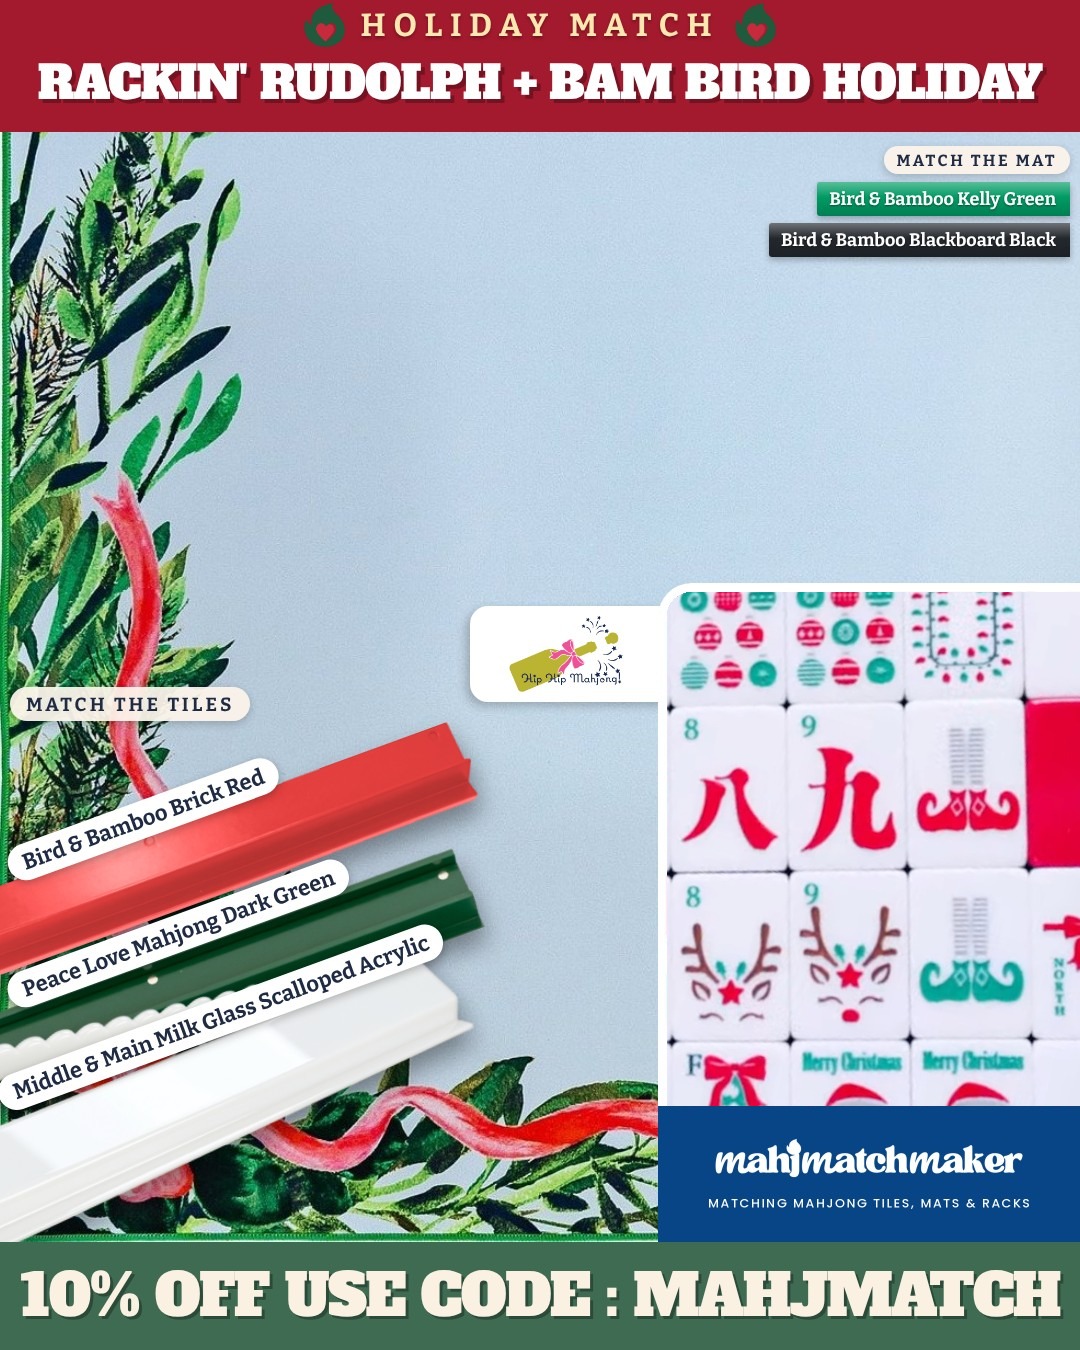 HOLIDAY MATCH
RACKIN' RUDOLPH + BAM BIRD HOLIDAY
MATCH THE MAT
Bird & Bamboo Kelly Green
Bird & Bamboo Blackboard Black
Hip Hip Mahjong!
MATCH THE TILES
Bird & Bamboo Brick Red
Peace Love Mahjong Dark Green
Middle & Main Milk Glass Scalloped Acrylic
8 9
八 九
8 9
NORTH
F Merry Christmas Merry Christmas
mahjmatchmaker
MATCHING MAHJONG TILES, MATS & RACKS
10% OFF USE CODE : MAHJMATCH